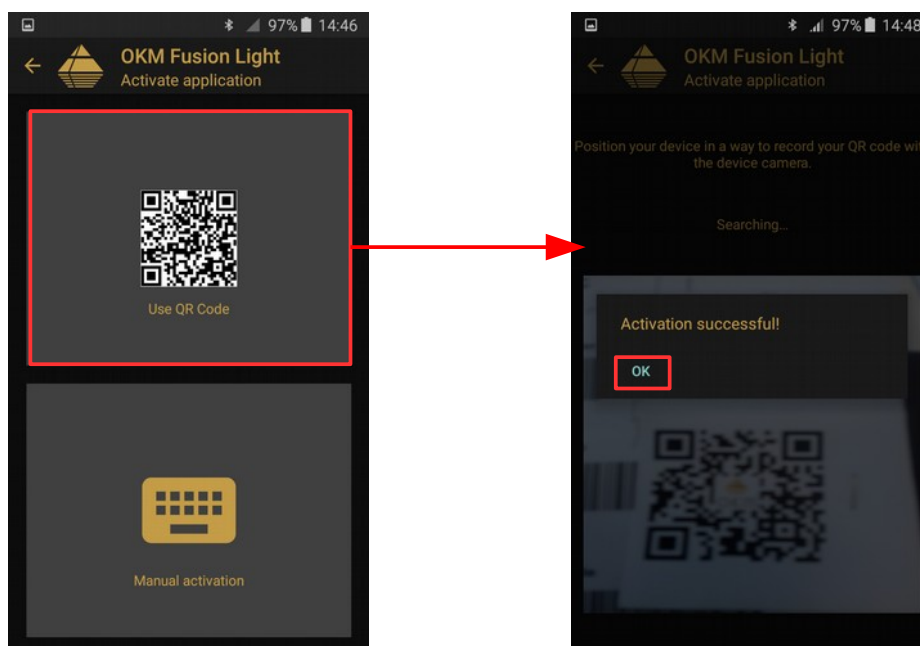 97% 14:46
OKM Fusion Light
Activate application
Use QR Code
Manual activation
97% 14:48
OKM Fusion Light
Activate application
Position your device in a way to record your QR code wi
the device camera.
Searching...
Activation successful!
OK